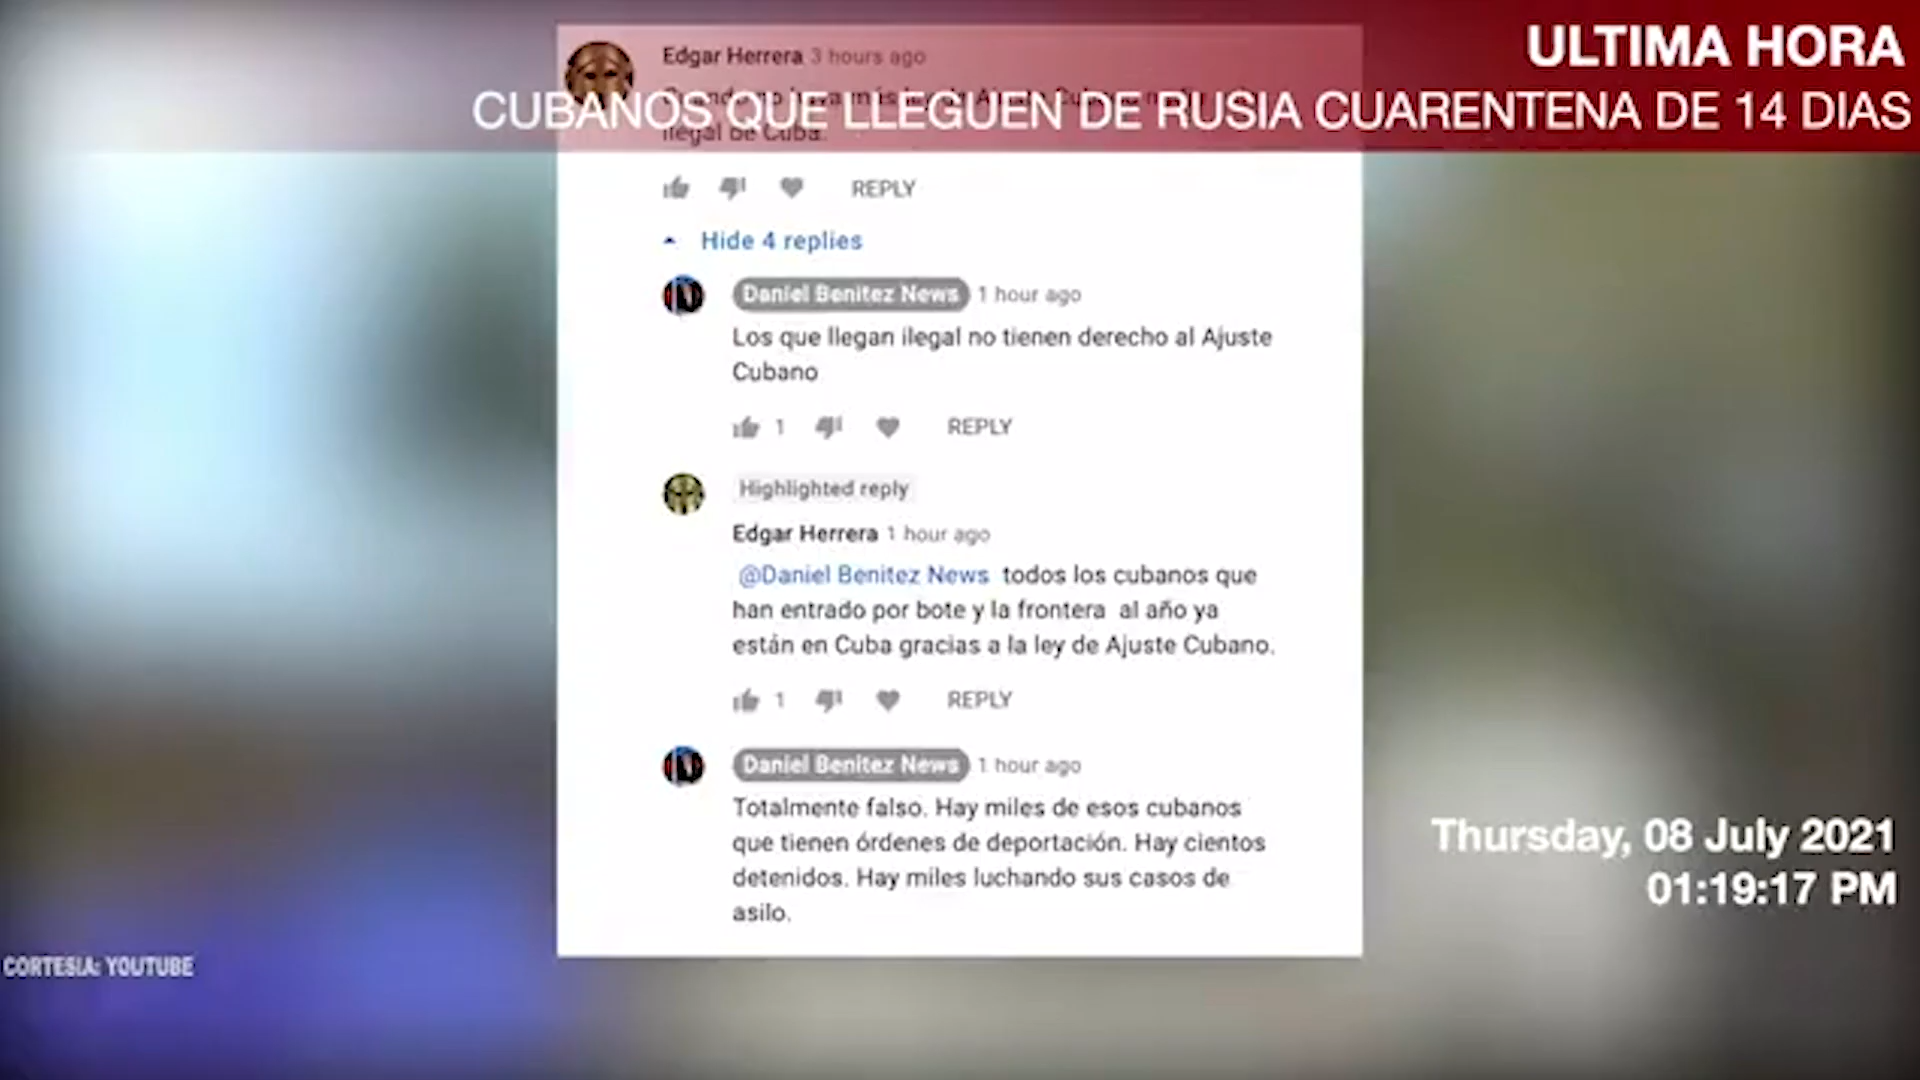 ULTIMA HORA
CUBANOS QUE LLEGUEN DE RUSIA CUARENTENA DE 14 DIAS
Edgar Herrera 3 hours ago
ilegal de Cuba.
REPLY
Hide 4 replies
Daniel Benitez News 1 hour ago
Los que llegan ilegal no tienen derecho al Ajuste
Cubano
1 REPLY
Highlighted reply
Edgar Herrera 1 hour ago
@Daniel Benitez News todos los cubanos que
han entrado por bote y la frontera al año ya
están en Cuba gracias a la ley de Ajuste Cubano.
1 REPLY
Daniel Benitez News 1 hour ago
Totalmente falso. Hay miles de esos cubanos
que tienen órdenes de deportación. Hay cientos
detenidos. Hay miles luchando sus casos de
asilo.
Thursday, 08 July 2021
01:19:17 PM
CORTESIA: YOUTUBE